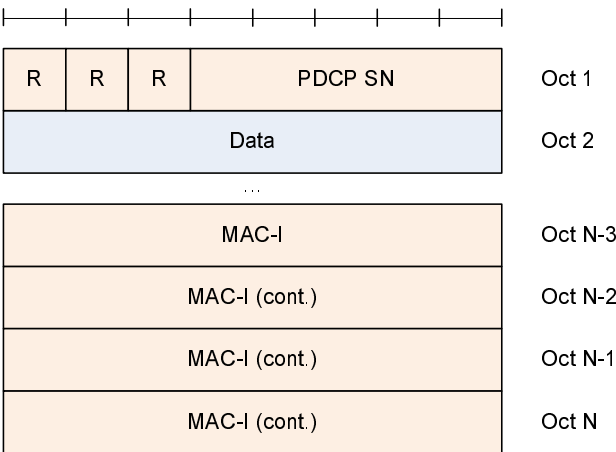 R R R PDCP SN Oct 1
Data Oct 2
...
MAC-I Oct N-3
MAC-I (cont.) Oct N-2
MAC-I (cont.) Oct N-1
MAC-I (cont.) Oct N